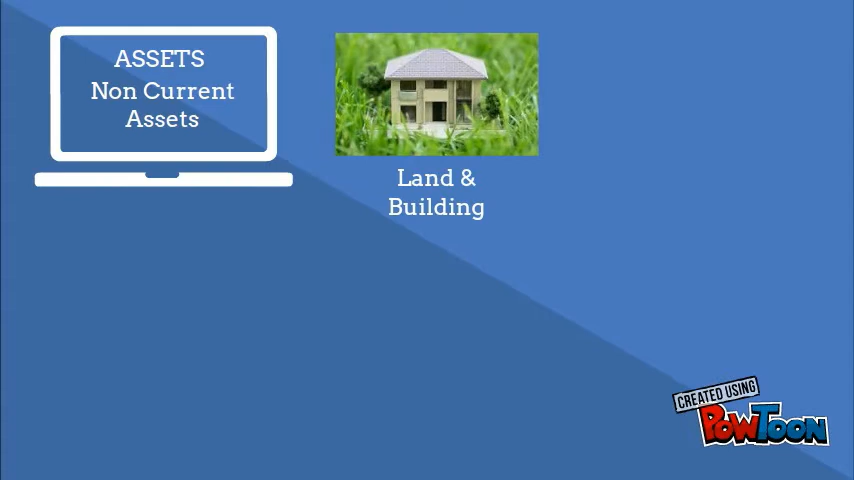 ASSETS
Non Current
Assets
Land &
Building
CREATED USING
POWTOON